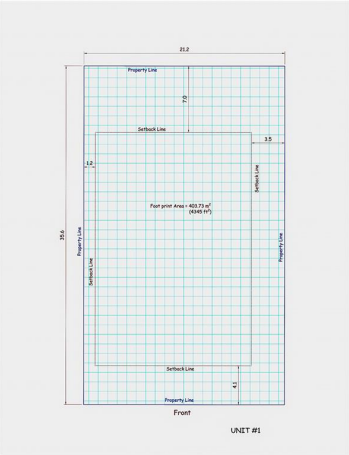 21.2
Property Line
7.0
Setback Line
3.5
1.2
Setback Line
Foot print Area = 403.73 m²
(4345 ft²)
35.6
Property Line
Property Line
Setback Line
Setback Line
4.1
Property Line
Front
UNIT #1